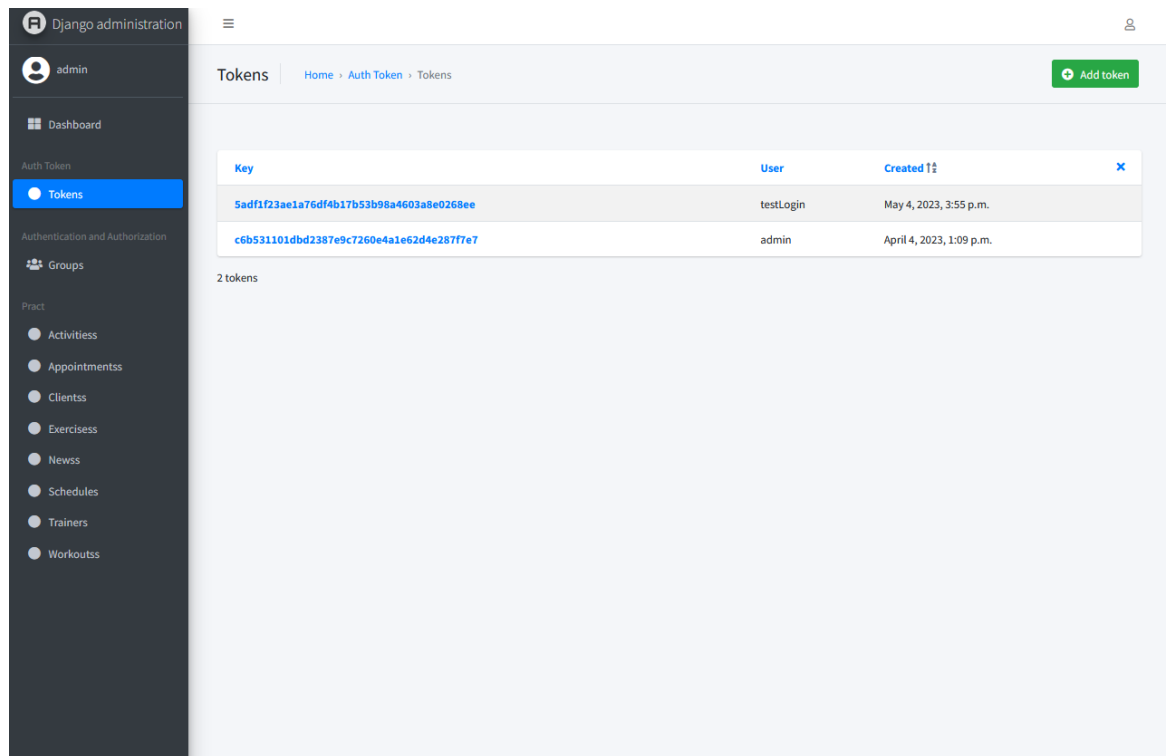 Django administration
admin
Dashboard
Auth Token
Tokens
Authentication and Authorization
Groups
Pract
Activitiess
Appointmentss
Clientss
Exercisess
Newss
Schedules
Trainers
Workoutss
Tokens
Home › Auth Token › Tokens
Add token
Key User Created
5adf1f23ae1a76df4b17b53b98a4603a8e0268ee testLogin May 4, 2023, 3:55 p.m.
c6b531101dbd2387e9c7260e4a1e62d4e287f7e7 admin April 4, 2023, 1:09 p.m.
2 tokens